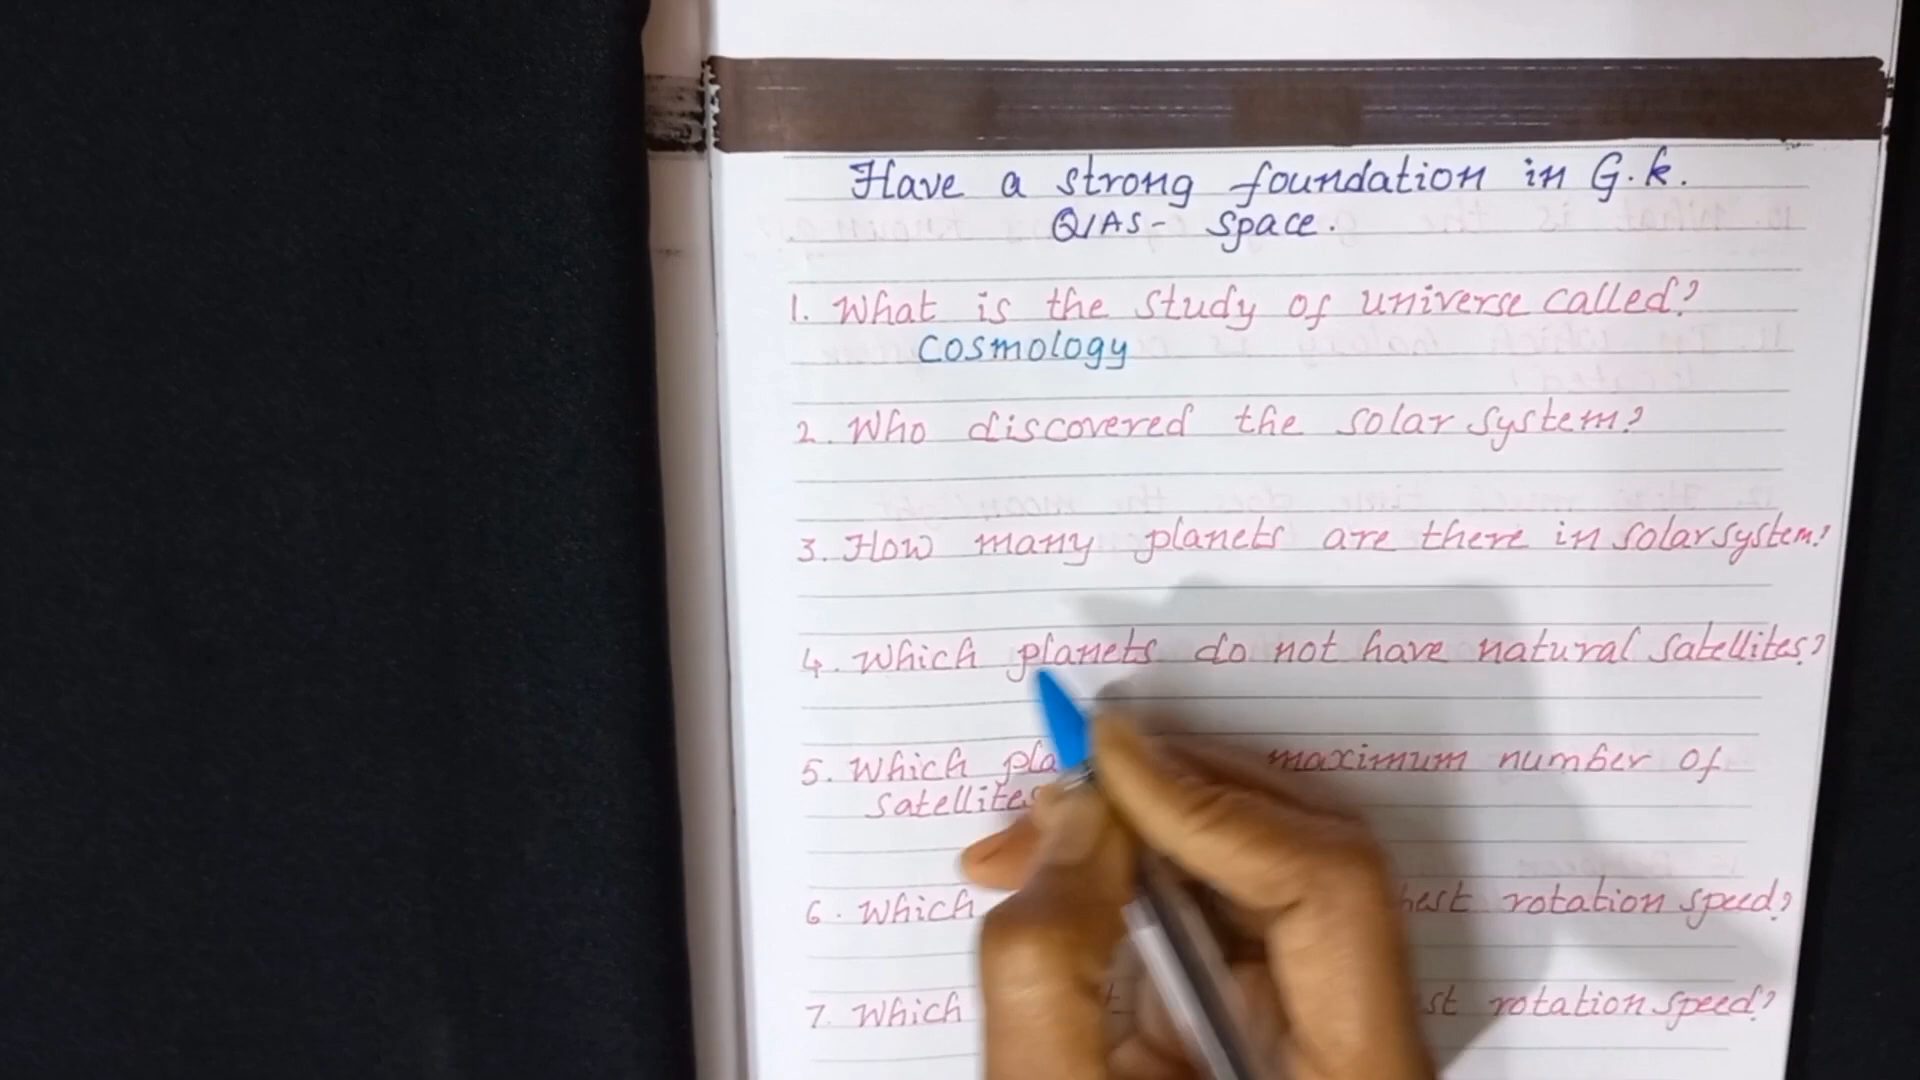 Have a strong foundation in G.K.
Q/AS - Space.
1. What is the study of universe called?
Cosmology
2. Who discovered the solar system?
3. How many planets are there in solar system?
4. Which planets do not have natural satellites?
5. Which maximum number of
satellites
6. Which rotation speed?
7. Which rotation speed?